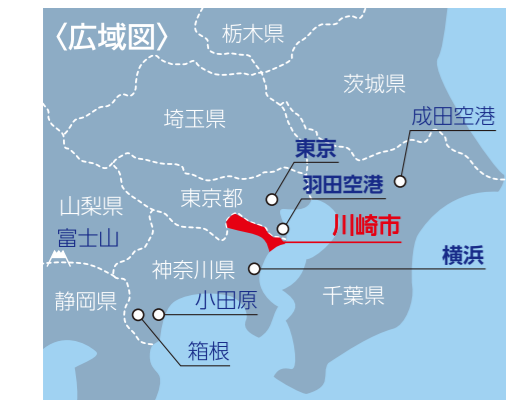 〈広域図〉
栃木県
茨城県
成田空港
埼玉県
東京
羽田空港
東京都
山梨県
川崎市
富士山
横浜
神奈川県
千葉県
静岡県
小田原
箱根